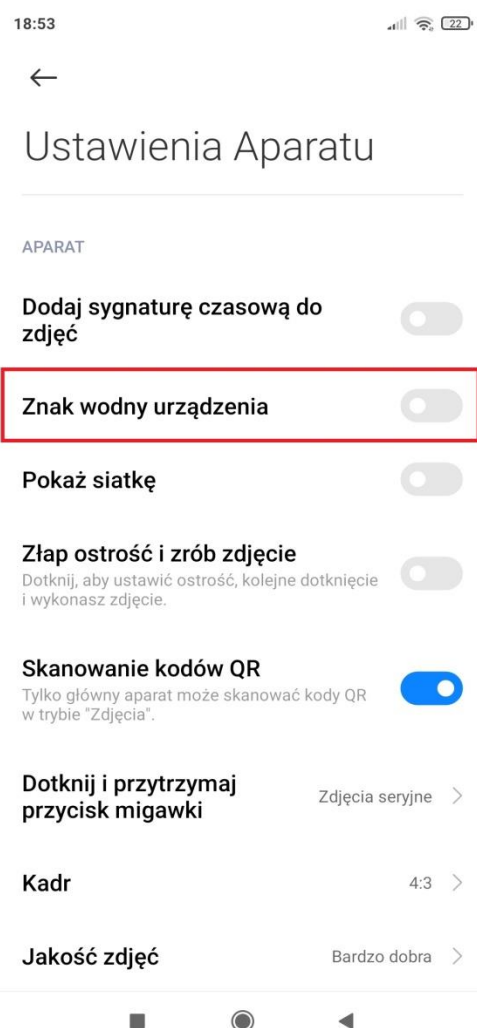 18:53
22
Ustawienia Aparatu
APARAT
Dodaj sygnaturę czasową do
zdjęć
Znak wodny urządzenia
Pokaż siatkę
Złap ostrość i zrób zdjęcie
Dotknij, aby ustawić ostrość, kolejne dotknięcie
i wykonasz zdjęcie.
Skanowanie kodów QR
Tylko główny aparat może skanować kody QR
w trybie "Zdjęcia".
Dotknij i przytrzymaj
przycisk migawki
Zdjęcia seryjne
Kadr
4:3
Jakość zdjęć
Bardzo dobra